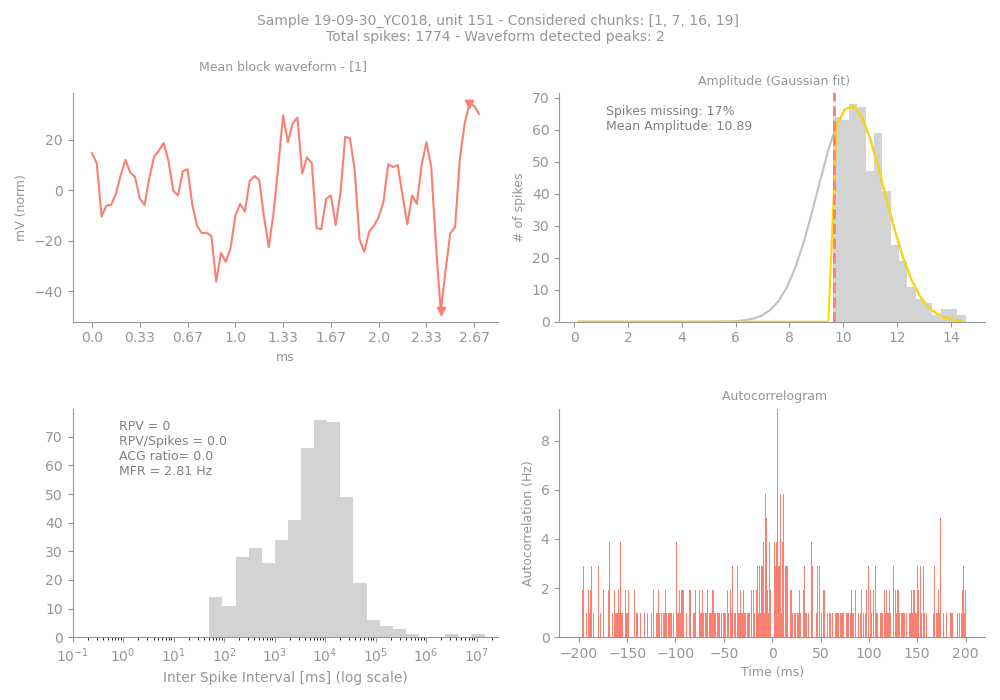 Sample 19-09-30_YC018, unit 151 - Considered chunks: [1, 7, 16, 19]
Total spikes: 1774 - Waveform detected peaks: 2
Mean block waveform - [1]
mV (norm)
20
0
−20
−40
0.0 0.33 0.67 1.0 1.33 1.67 2.0 2.33 2.67
ms
Amplitude (Gaussian fit)
Spikes missing: 17%
Mean Amplitude: 10.89
# of spikes
70
60
50
40
30
20
10
0
0 2 4 6 8 10 12 14
RPV = 0
RPV/Spikes = 0.0
ACG ratio= 0.0
MFR = 2.81 Hz
70
60
50
40
30
20
10
0
10⁻¹ 10⁰ 10¹ 10² 10³ 10⁴ 10⁵ 10⁶ 10⁷
Inter Spike Interval [ms] (log scale)
Autocorrelogram
Autocorrelation (Hz)
8
6
4
2
0
−200 −150 −100 −50 0 50 100 150 200
Time (ms)